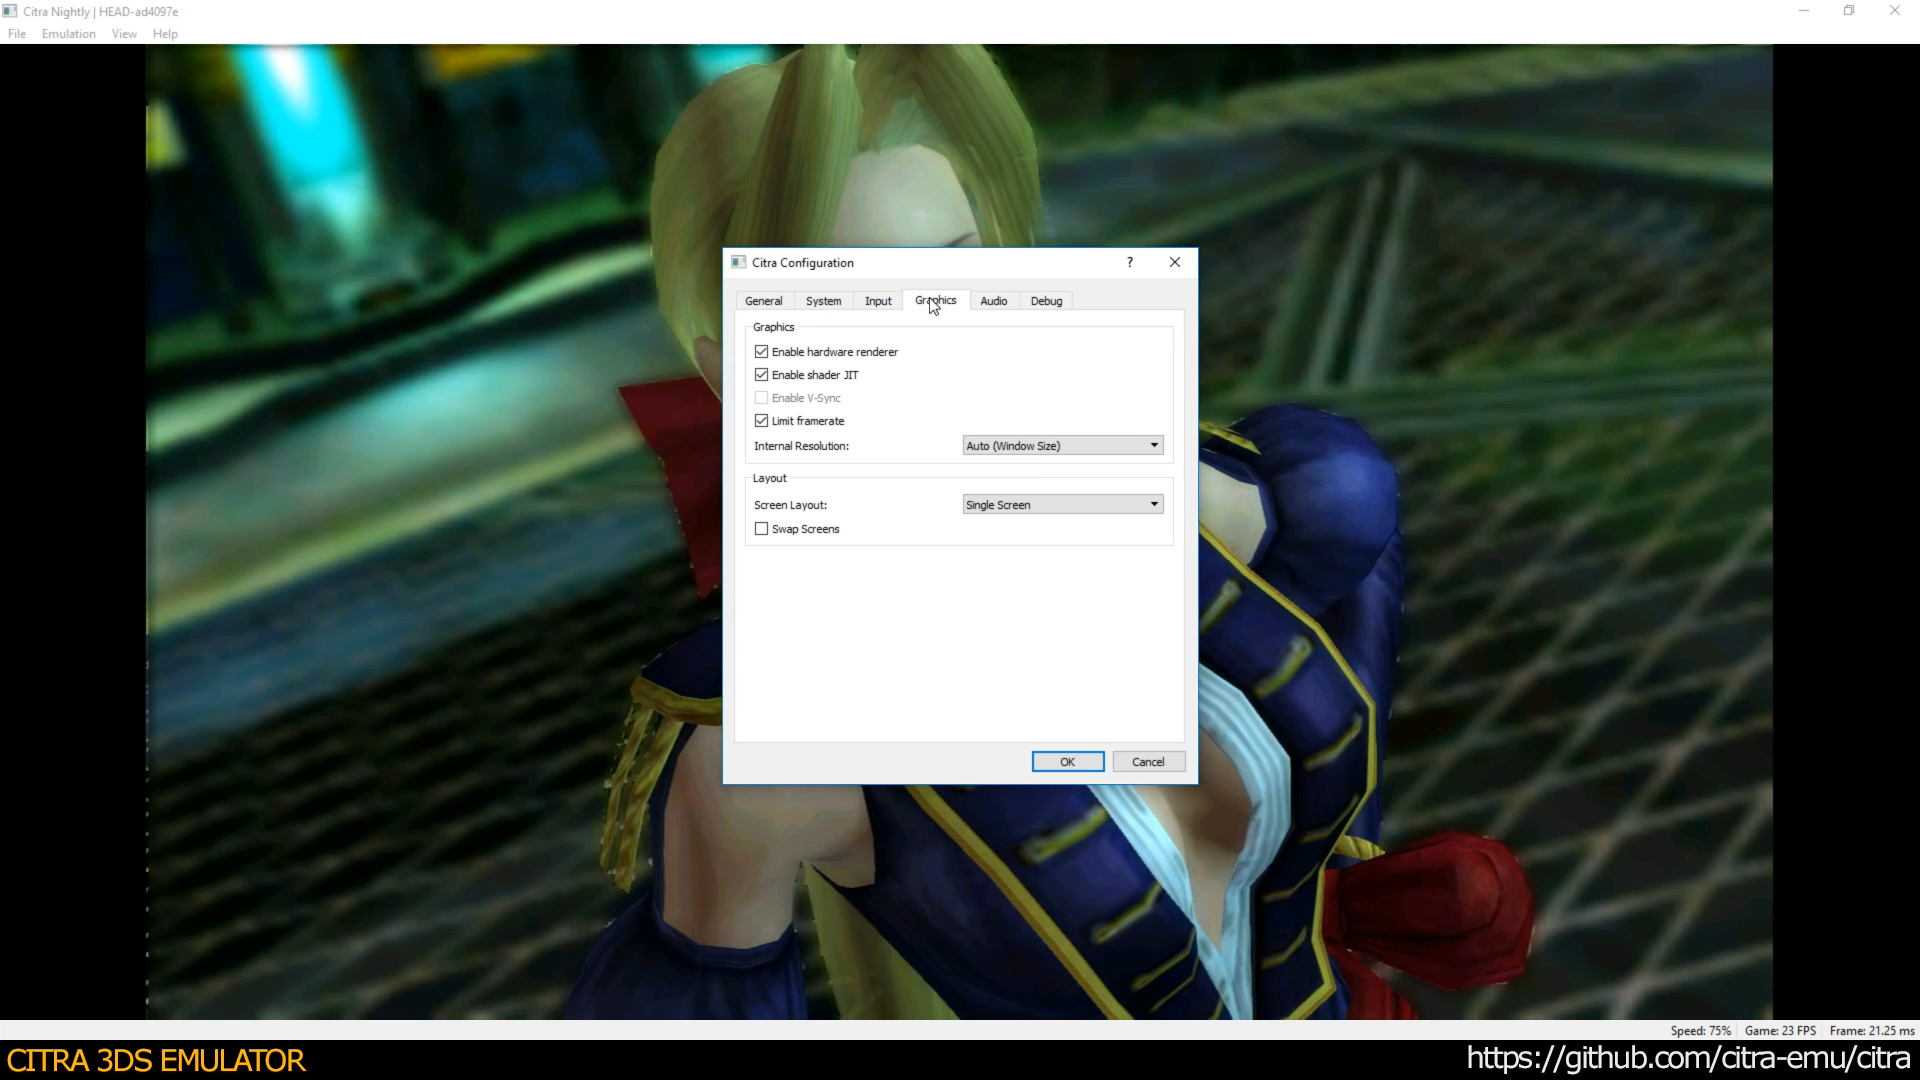 Citra Nightly | HEAD-ad4097e
File Emulation View Help
Citra Configuration
General System Input Graphics Audio Debug
Graphics
Enable hardware renderer
Enable shader JIT
Enable V-Sync
Limit framerate
Internal Resolution: Auto (Window Size)
Layout
Screen Layout: Single Screen
Swap Screens
OK Cancel
Speed: 75% Game: 23 FPS Frame: 21.25 ms
CITRA 3DS EMULATOR https://github.com/citra-emu/citra